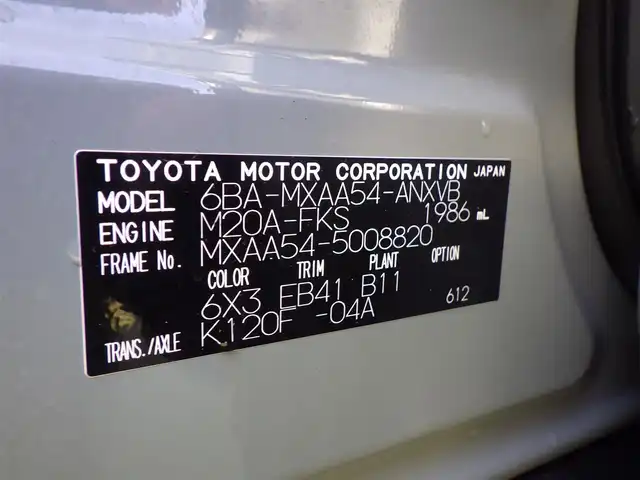 TOYOTA MOTOR CORPORATION JAPAN
MODEL 6BA-MXAA54-ANXVB
ENGINE M20A-FKS 1986 mL
FRAME No. MXAA54-5008820
COLOR TRIM PLANT OPTION
6X3 EB41 B11 612
TRANS./AXLE K120F -04A